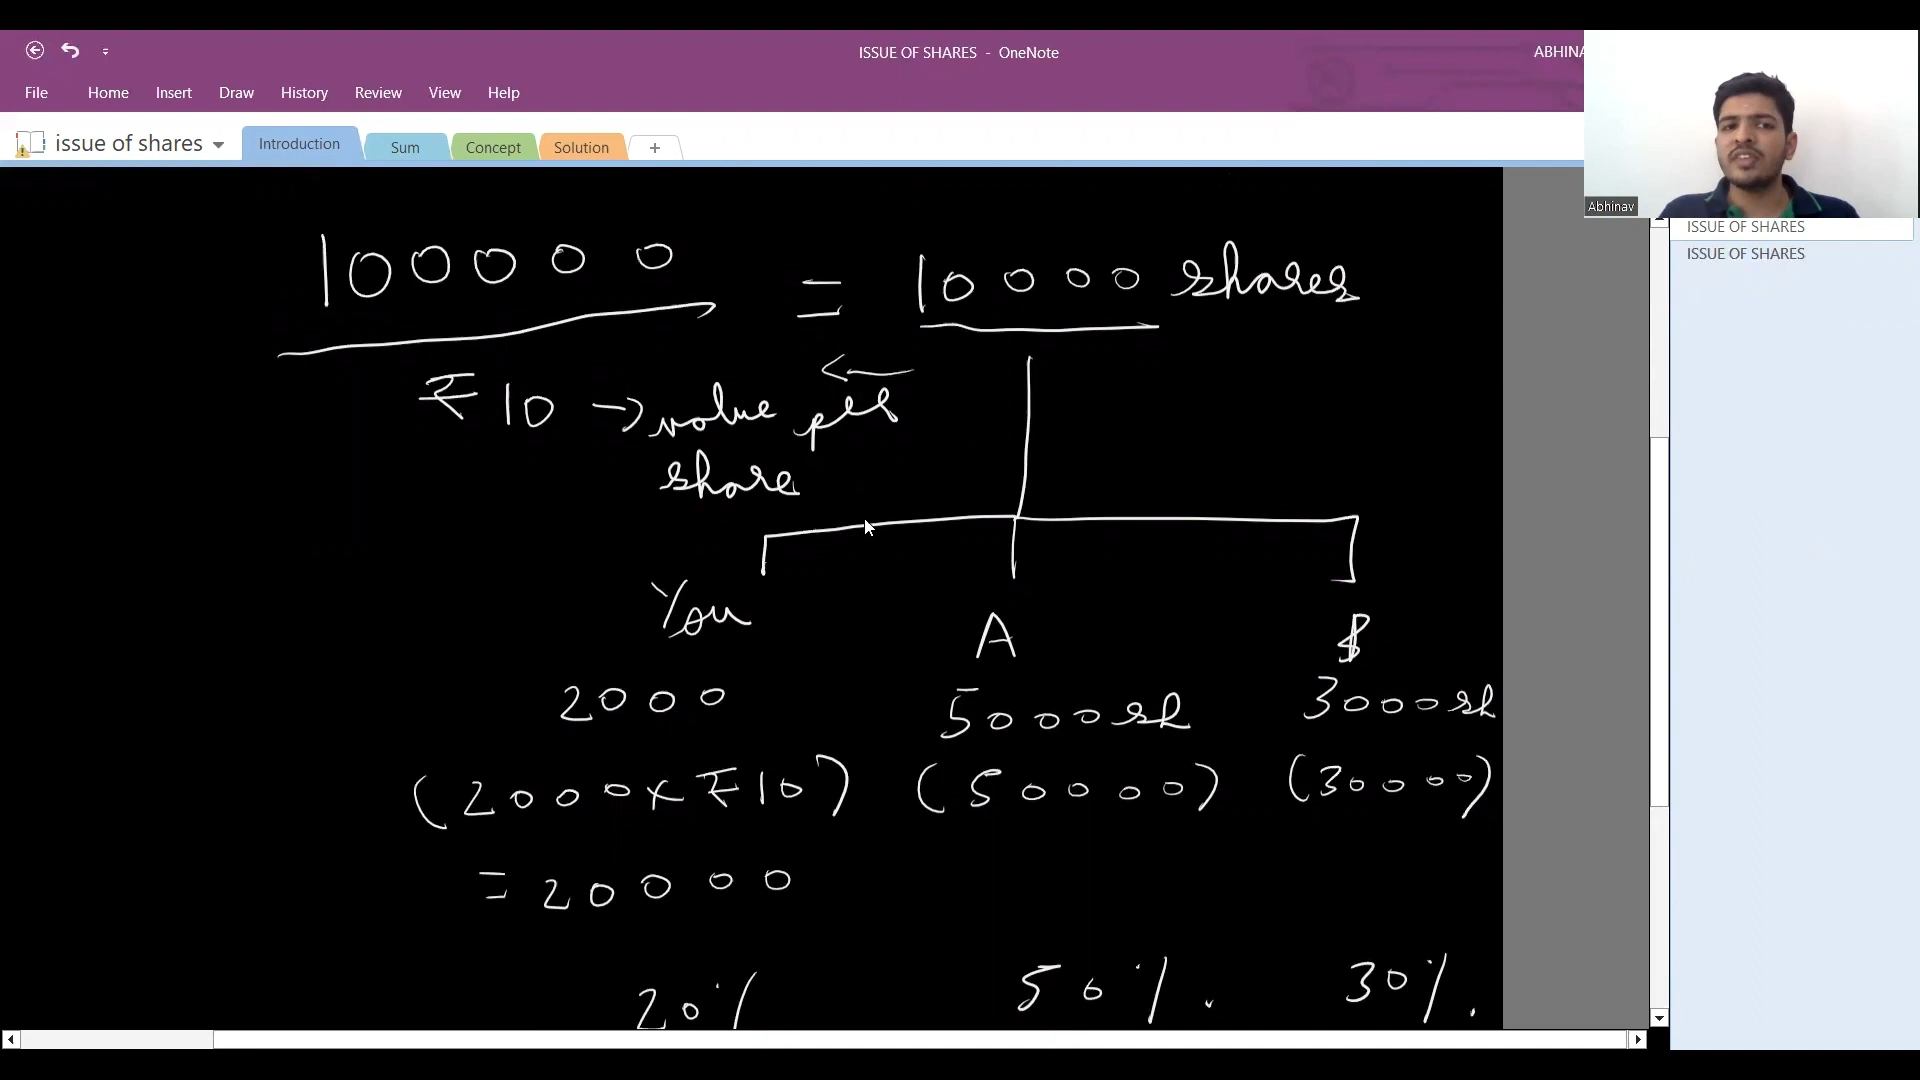 ISSUE OF SHARES - OneNote
ABHINA
File Home Insert Draw History Review View Help
issue of shares Introduction Sum Concept Solution +
Abhinav
ISSUE OF SHARES
ISSUE OF SHARES
100000 = 10000 shares
₹10 → value per
share
You A
2000 5000 sh 3000 sh
(2000 x ₹10) (50000) (30000)
= 20000
20% 50%. 30%.